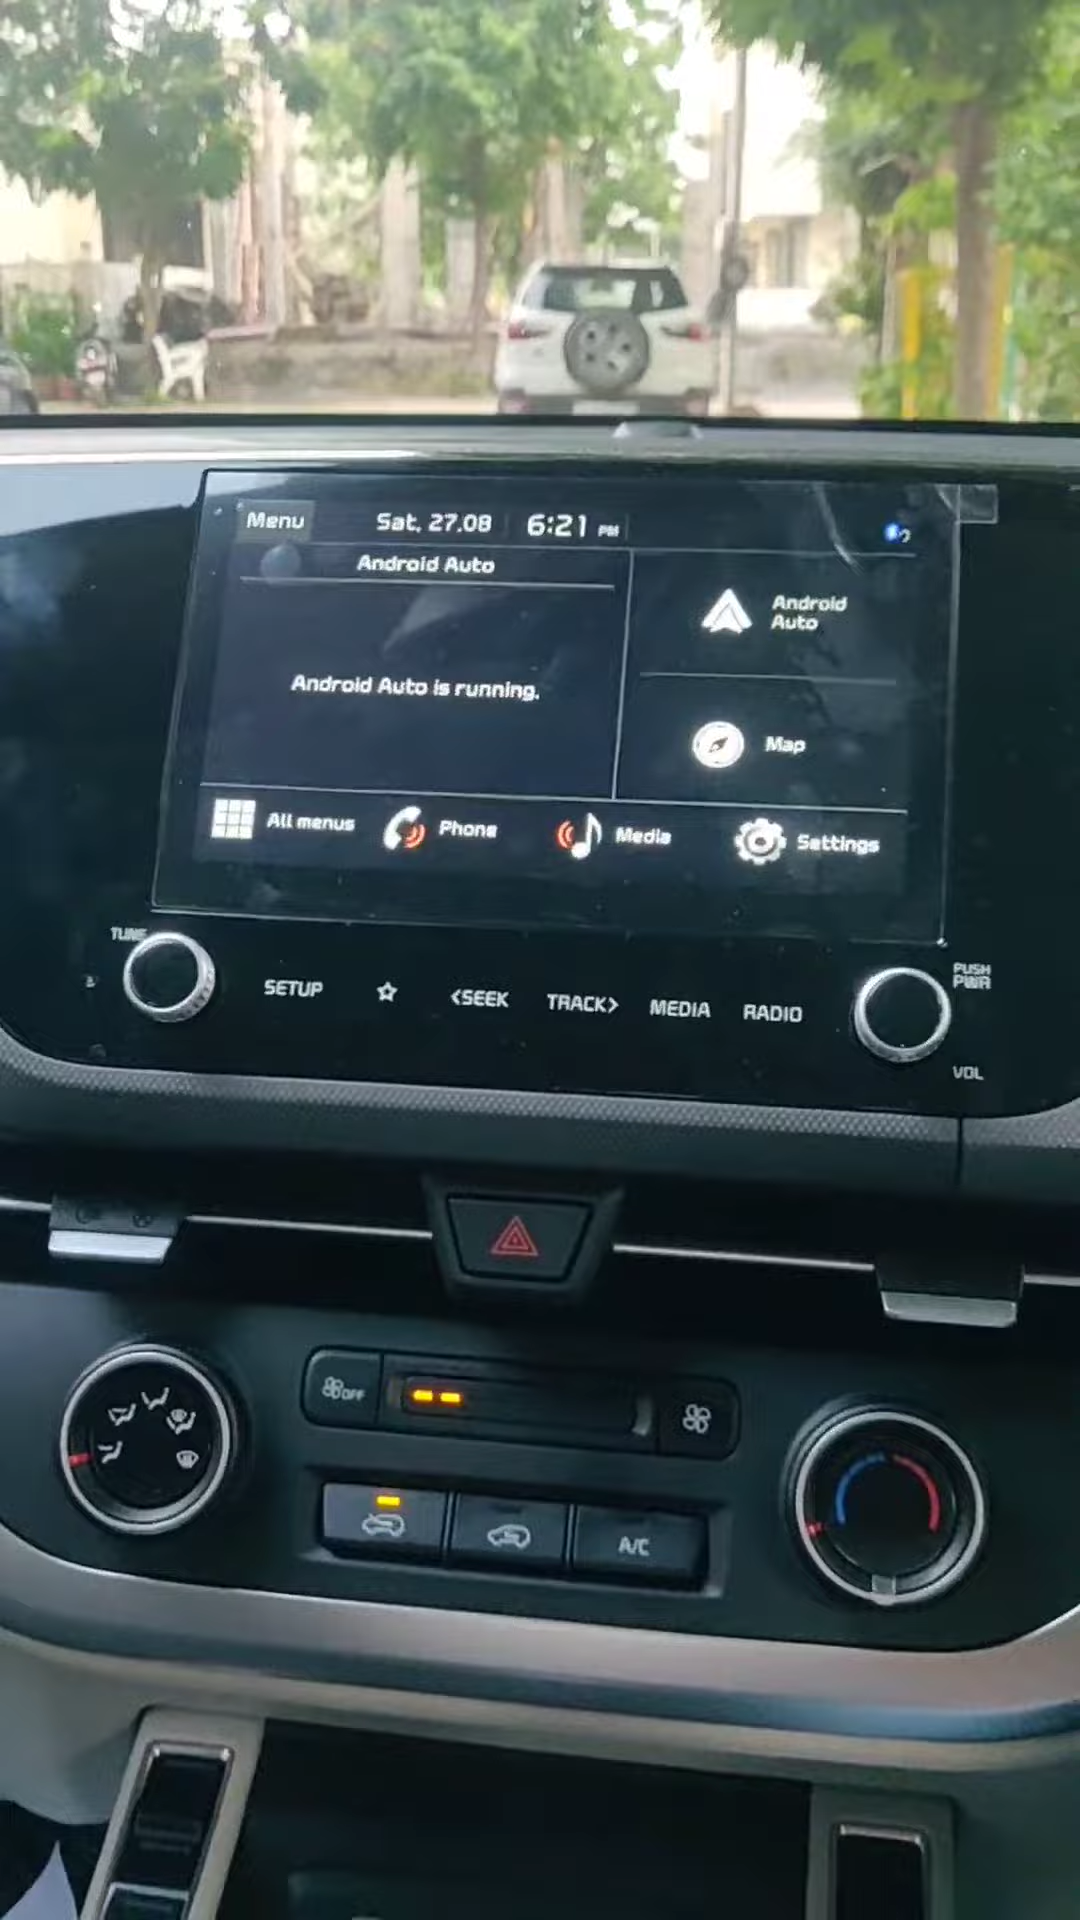 Menu
Sat, 27.08
6:21 PM
Android Auto
Android
Auto
Android Auto is running.
Map
All menus
Phone
Media
Settings
TUNE
SETUP
<SEEK
TRACK>
MEDIA
RADIO
PUSH
PWR
VOL
OFF
A/C